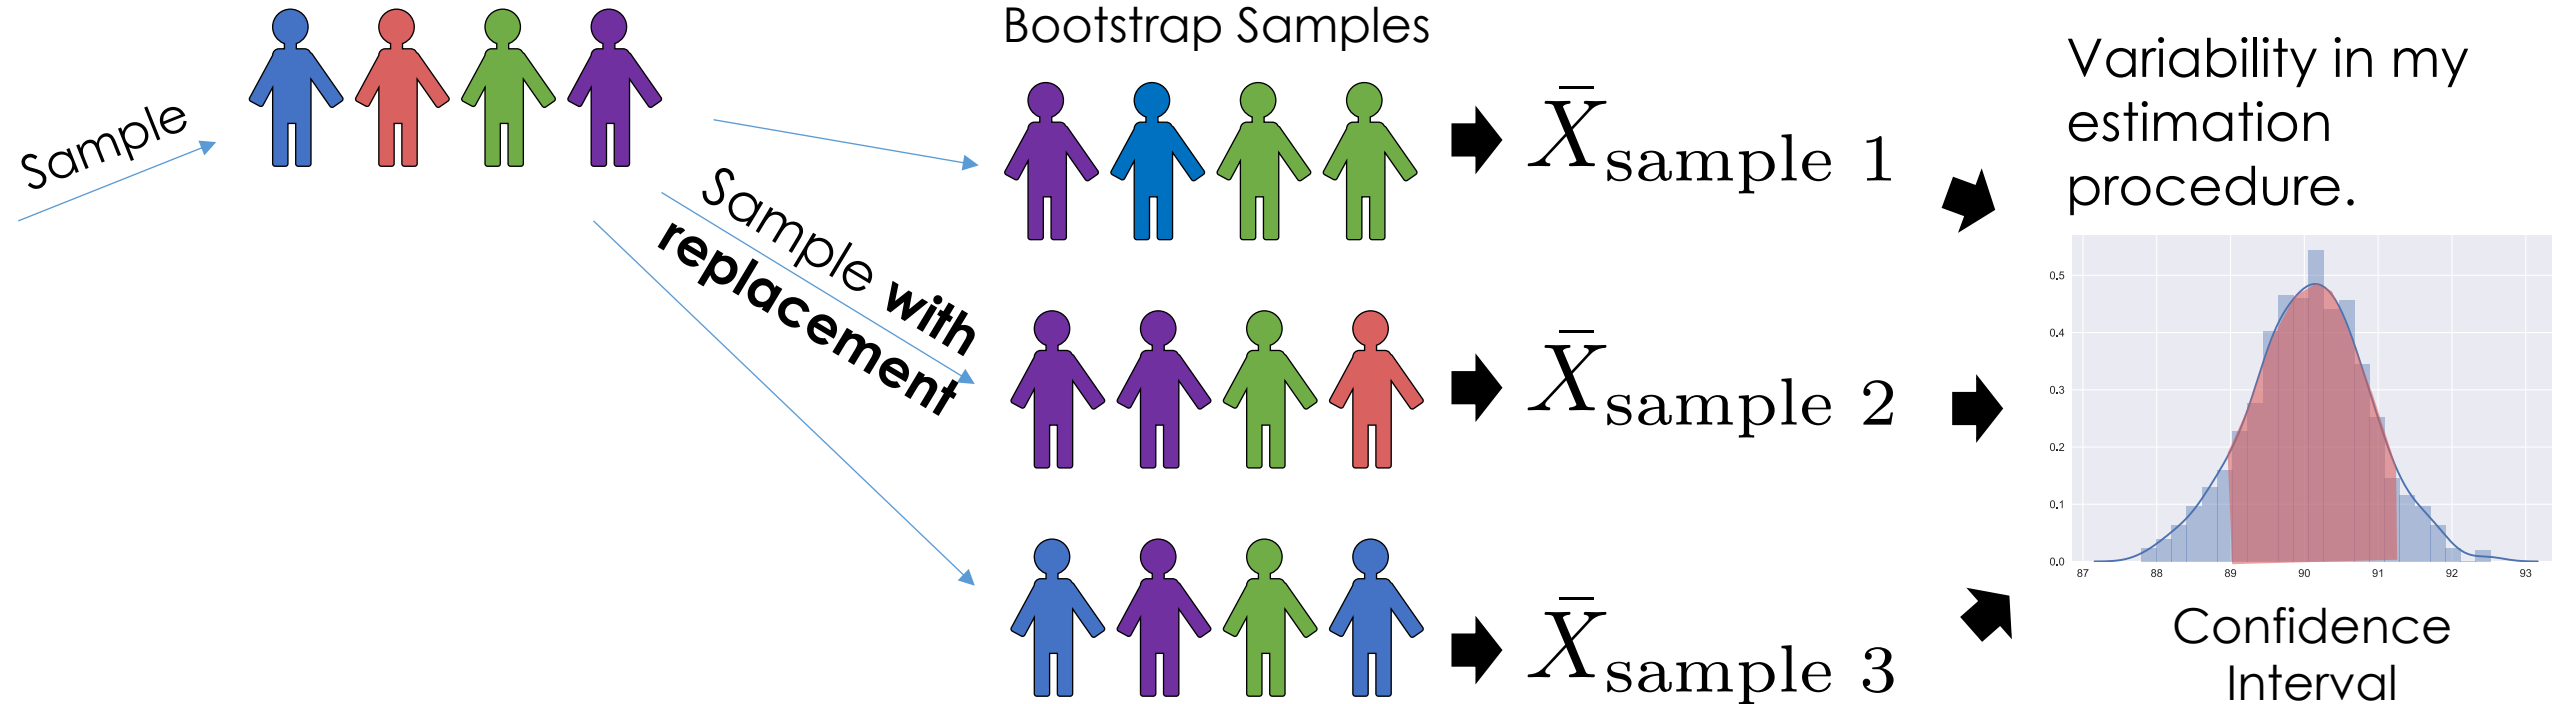 Sample
Sample with
replacement
Bootstrap Samples
X̄ sample 1
X̄ sample 2
X̄ sample 3
Variability in my
estimation
procedure.
0.5
0.4
0.3
0.2
0.1
0.0
87 88 89 90 91 92 93
Confidence
Interval